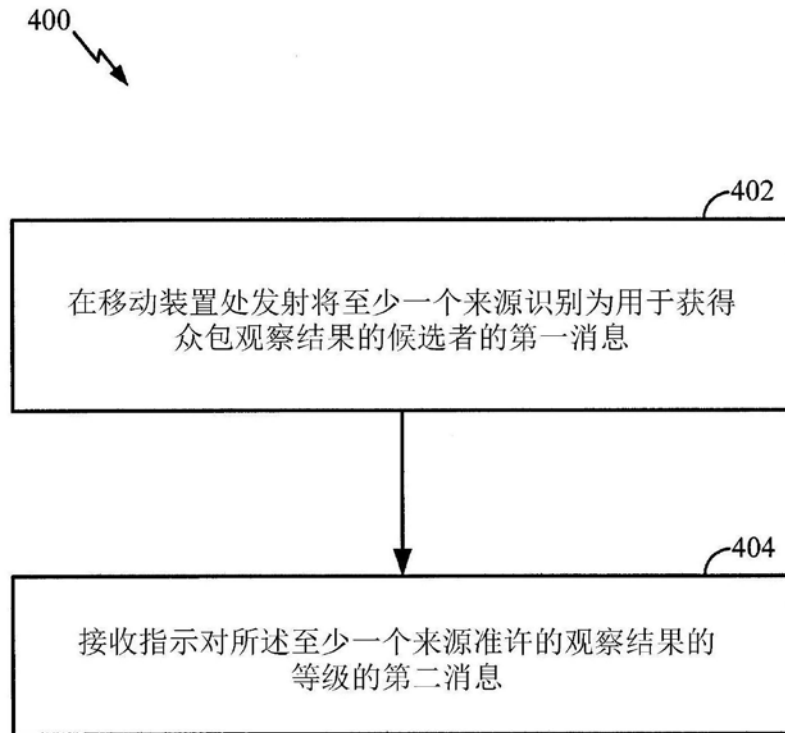 400
402
在移动装置处发射将至少一个来源识别为用于获得
众包观察结果的候选者的第一消息
404
接收指示对所述至少一个来源准许的观察结果的
等级的第二消息